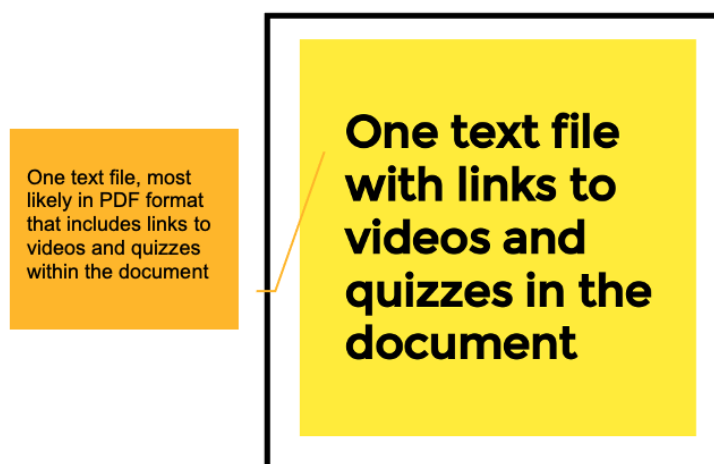 One text file, most
likely in PDF format
that includes links to
videos and quizzes
within the document
One text file
with links to
videos and
quizzes in the
document